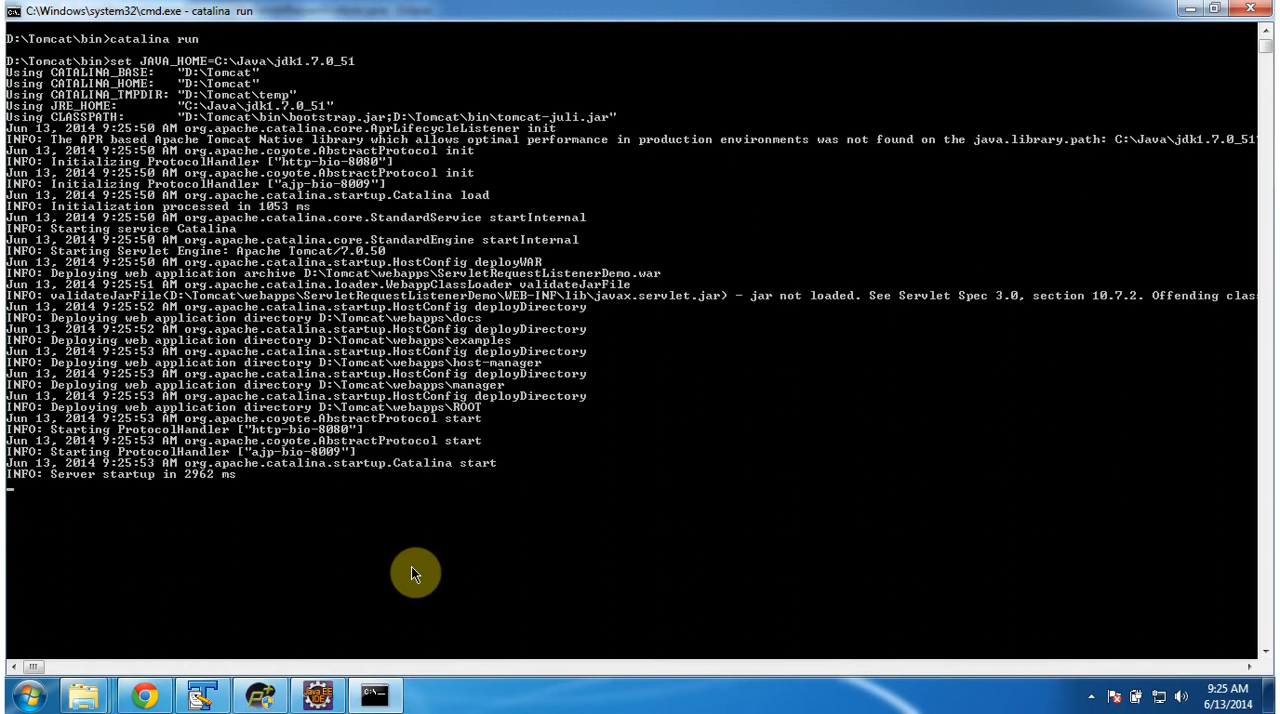 C:\Windows\system32\cmd.exe - catalina run
D:\Tomcat\bin>catalina run
D:\Tomcat\bin>set JAVA_HOME=C:\Java\jdk1.7.0_51
Using CATALINA_BASE: "D:\Tomcat"
Using CATALINA_HOME: "D:\Tomcat"
Using CATALINA_TMPDIR: "D:\Tomcat\temp"
Using JRE_HOME: "C:\Java\jdk1.7.0_51"
Using CLASSPATH: "D:\Tomcat\bin\bootstrap.jar;D:\Tomcat\bin\tomcat-juli.jar"
Jun 13, 2014 9:25:50 AM org.apache.catalina.core.AprLifecycleListener init
INFO: The APR based Apache Tomcat Native library which allows optimal performance in production environments was not found on the java.library.path: C:\Java\jdk1.7.0_51
Jun 13, 2014 9:25:50 AM org.apache.coyote.AbstractProtocol init
INFO: Initializing ProtocolHandler ["http-bio-8080"]
Jun 13, 2014 9:25:50 AM org.apache.coyote.AbstractProtocol init
INFO: Initializing ProtocolHandler ["ajp-bio-8009"]
Jun 13, 2014 9:25:50 AM org.apache.catalina.startup.Catalina load
INFO: Initialization processed in 1053 ms
Jun 13, 2014 9:25:50 AM org.apache.catalina.core.StandardService startInternal
INFO: Starting service Catalina
Jun 13, 2014 9:25:50 AM org.apache.catalina.core.StandardEngine startInternal
INFO: Starting Servlet Engine: Apache Tomcat/7.0.50
Jun 13, 2014 9:25:50 AM org.apache.catalina.startup.HostConfig deployWAR
INFO: Deploying web application archive D:\Tomcat\webapps\ServletRequestListenerDemo.war
Jun 13, 2014 9:25:51 AM org.apache.catalina.loader.WebappClassLoader validateJarFile
INFO: validateJarFile(D:\Tomcat\webapps\ServletRequestListenerDemo\WEB-INF\lib\javax.servlet.jar) - jar not loaded. See Servlet Spec 3.0, section 10.7.2. Offending clas
Jun 13, 2014 9:25:52 AM org.apache.catalina.startup.HostConfig deployDirectory
INFO: Deploying web application directory D:\Tomcat\webapps\docs
Jun 13, 2014 9:25:52 AM org.apache.catalina.startup.HostConfig deployDirectory
INFO: Deploying web application directory D:\Tomcat\webapps\examples
Jun 13, 2014 9:25:53 AM org.apache.catalina.startup.HostConfig deployDirectory
INFO: Deploying web application directory D:\Tomcat\webapps\host-manager
Jun 13, 2014 9:25:53 AM org.apache.catalina.startup.HostConfig deployDirectory
INFO: Deploying web application directory D:\Tomcat\webapps\manager
Jun 13, 2014 9:25:53 AM org.apache.catalina.startup.HostConfig deployDirectory
INFO: Deploying web application directory D:\Tomcat\webapps\ROOT
Jun 13, 2014 9:25:53 AM org.apache.coyote.AbstractProtocol start
INFO: Starting ProtocolHandler ["http-bio-8080"]
Jun 13, 2014 9:25:53 AM org.apache.coyote.AbstractProtocol start
INFO: Starting ProtocolHandler ["ajp-bio-8009"]
Jun 13, 2014 9:25:53 AM org.apache.catalina.startup.Catalina start
INFO: Server startup in 2962 ms
Java EE
IDE
9:25 AM
6/13/2014